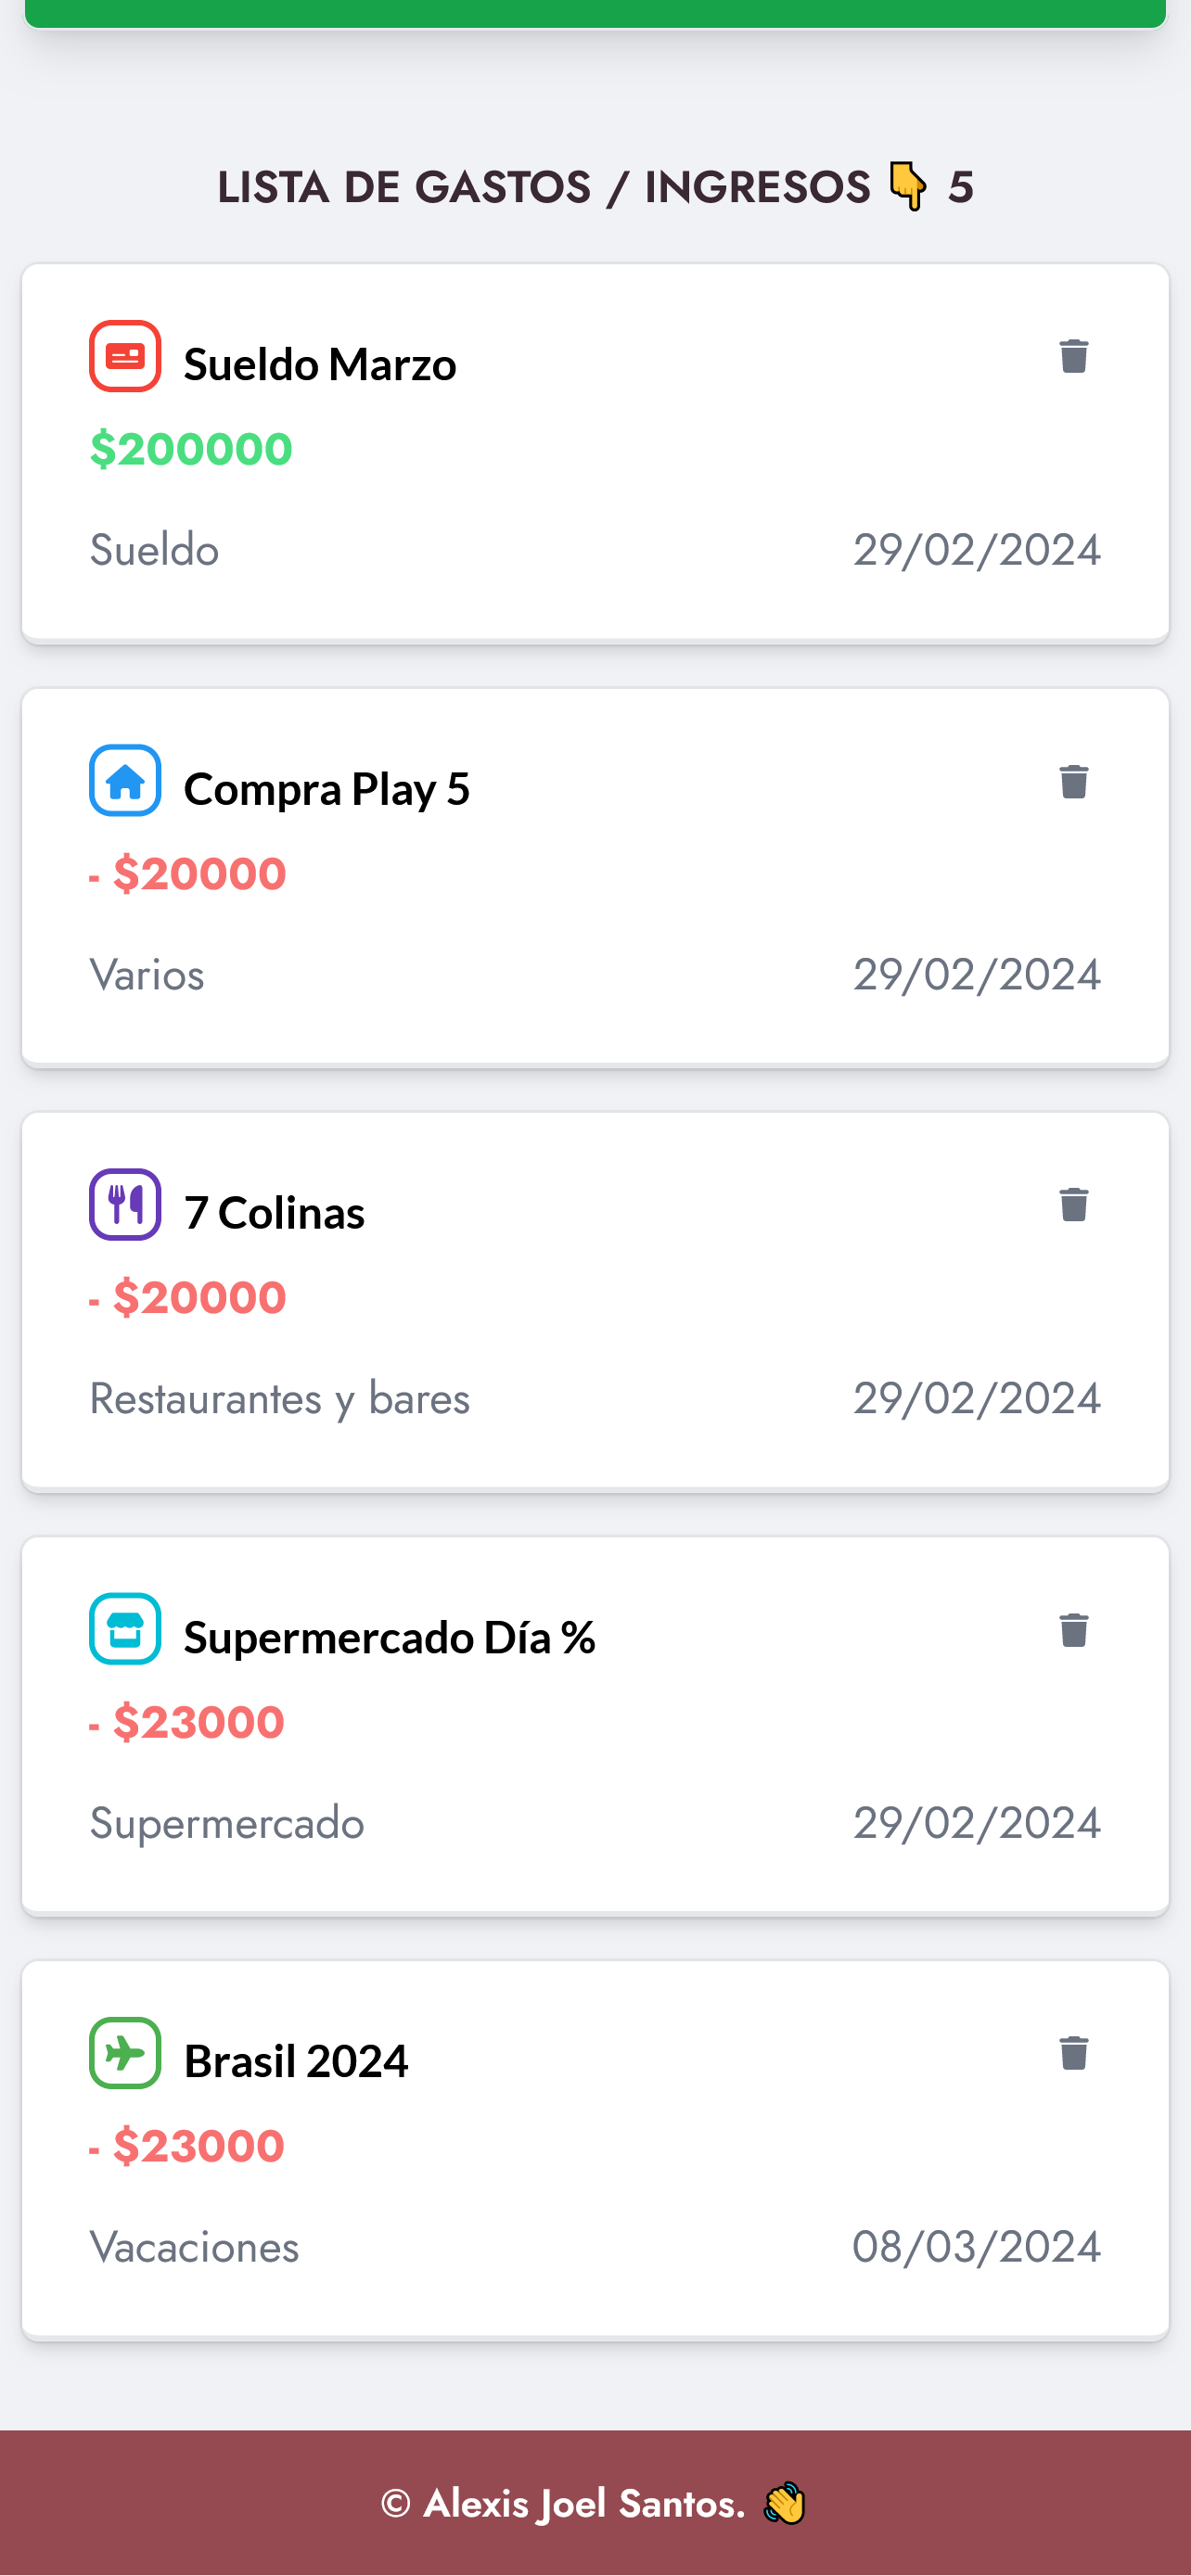 LISTA DE GASTOS / INGRESOS 👇 5
Sueldo Marzo
$200000
Sueldo 29/02/2024
Compra Play 5
- $20000
Varios 29/02/2024
7 Colinas
- $20000
Restaurantes y bares 29/02/2024
Supermercado Día %
- $23000
Supermercado 29/02/2024
Brasil 2024
- $23000
Vacaciones 08/03/2024
© Alexis Joel Santos. 👋